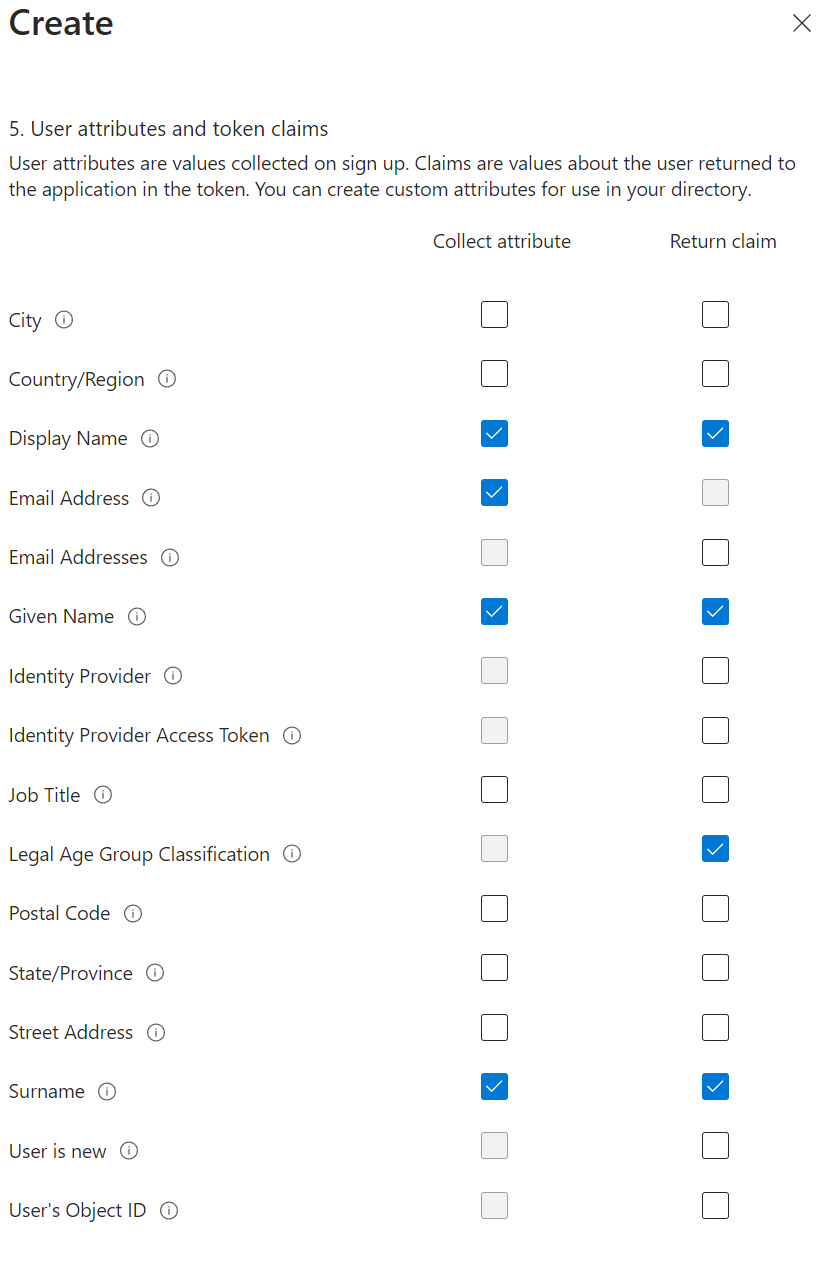 Create
5. User attributes and token claims
User attributes are values collected on sign up. Claims are values about the user returned to
the application in the token. You can create custom attributes for use in your directory.
Collect attribute Return claim
City
Country/Region
Display Name
Email Address
Email Addresses
Given Name
Identity Provider
Identity Provider Access Token
Job Title
Legal Age Group Classification
Postal Code
State/Province
Street Address
Surname
User is new
User's Object ID